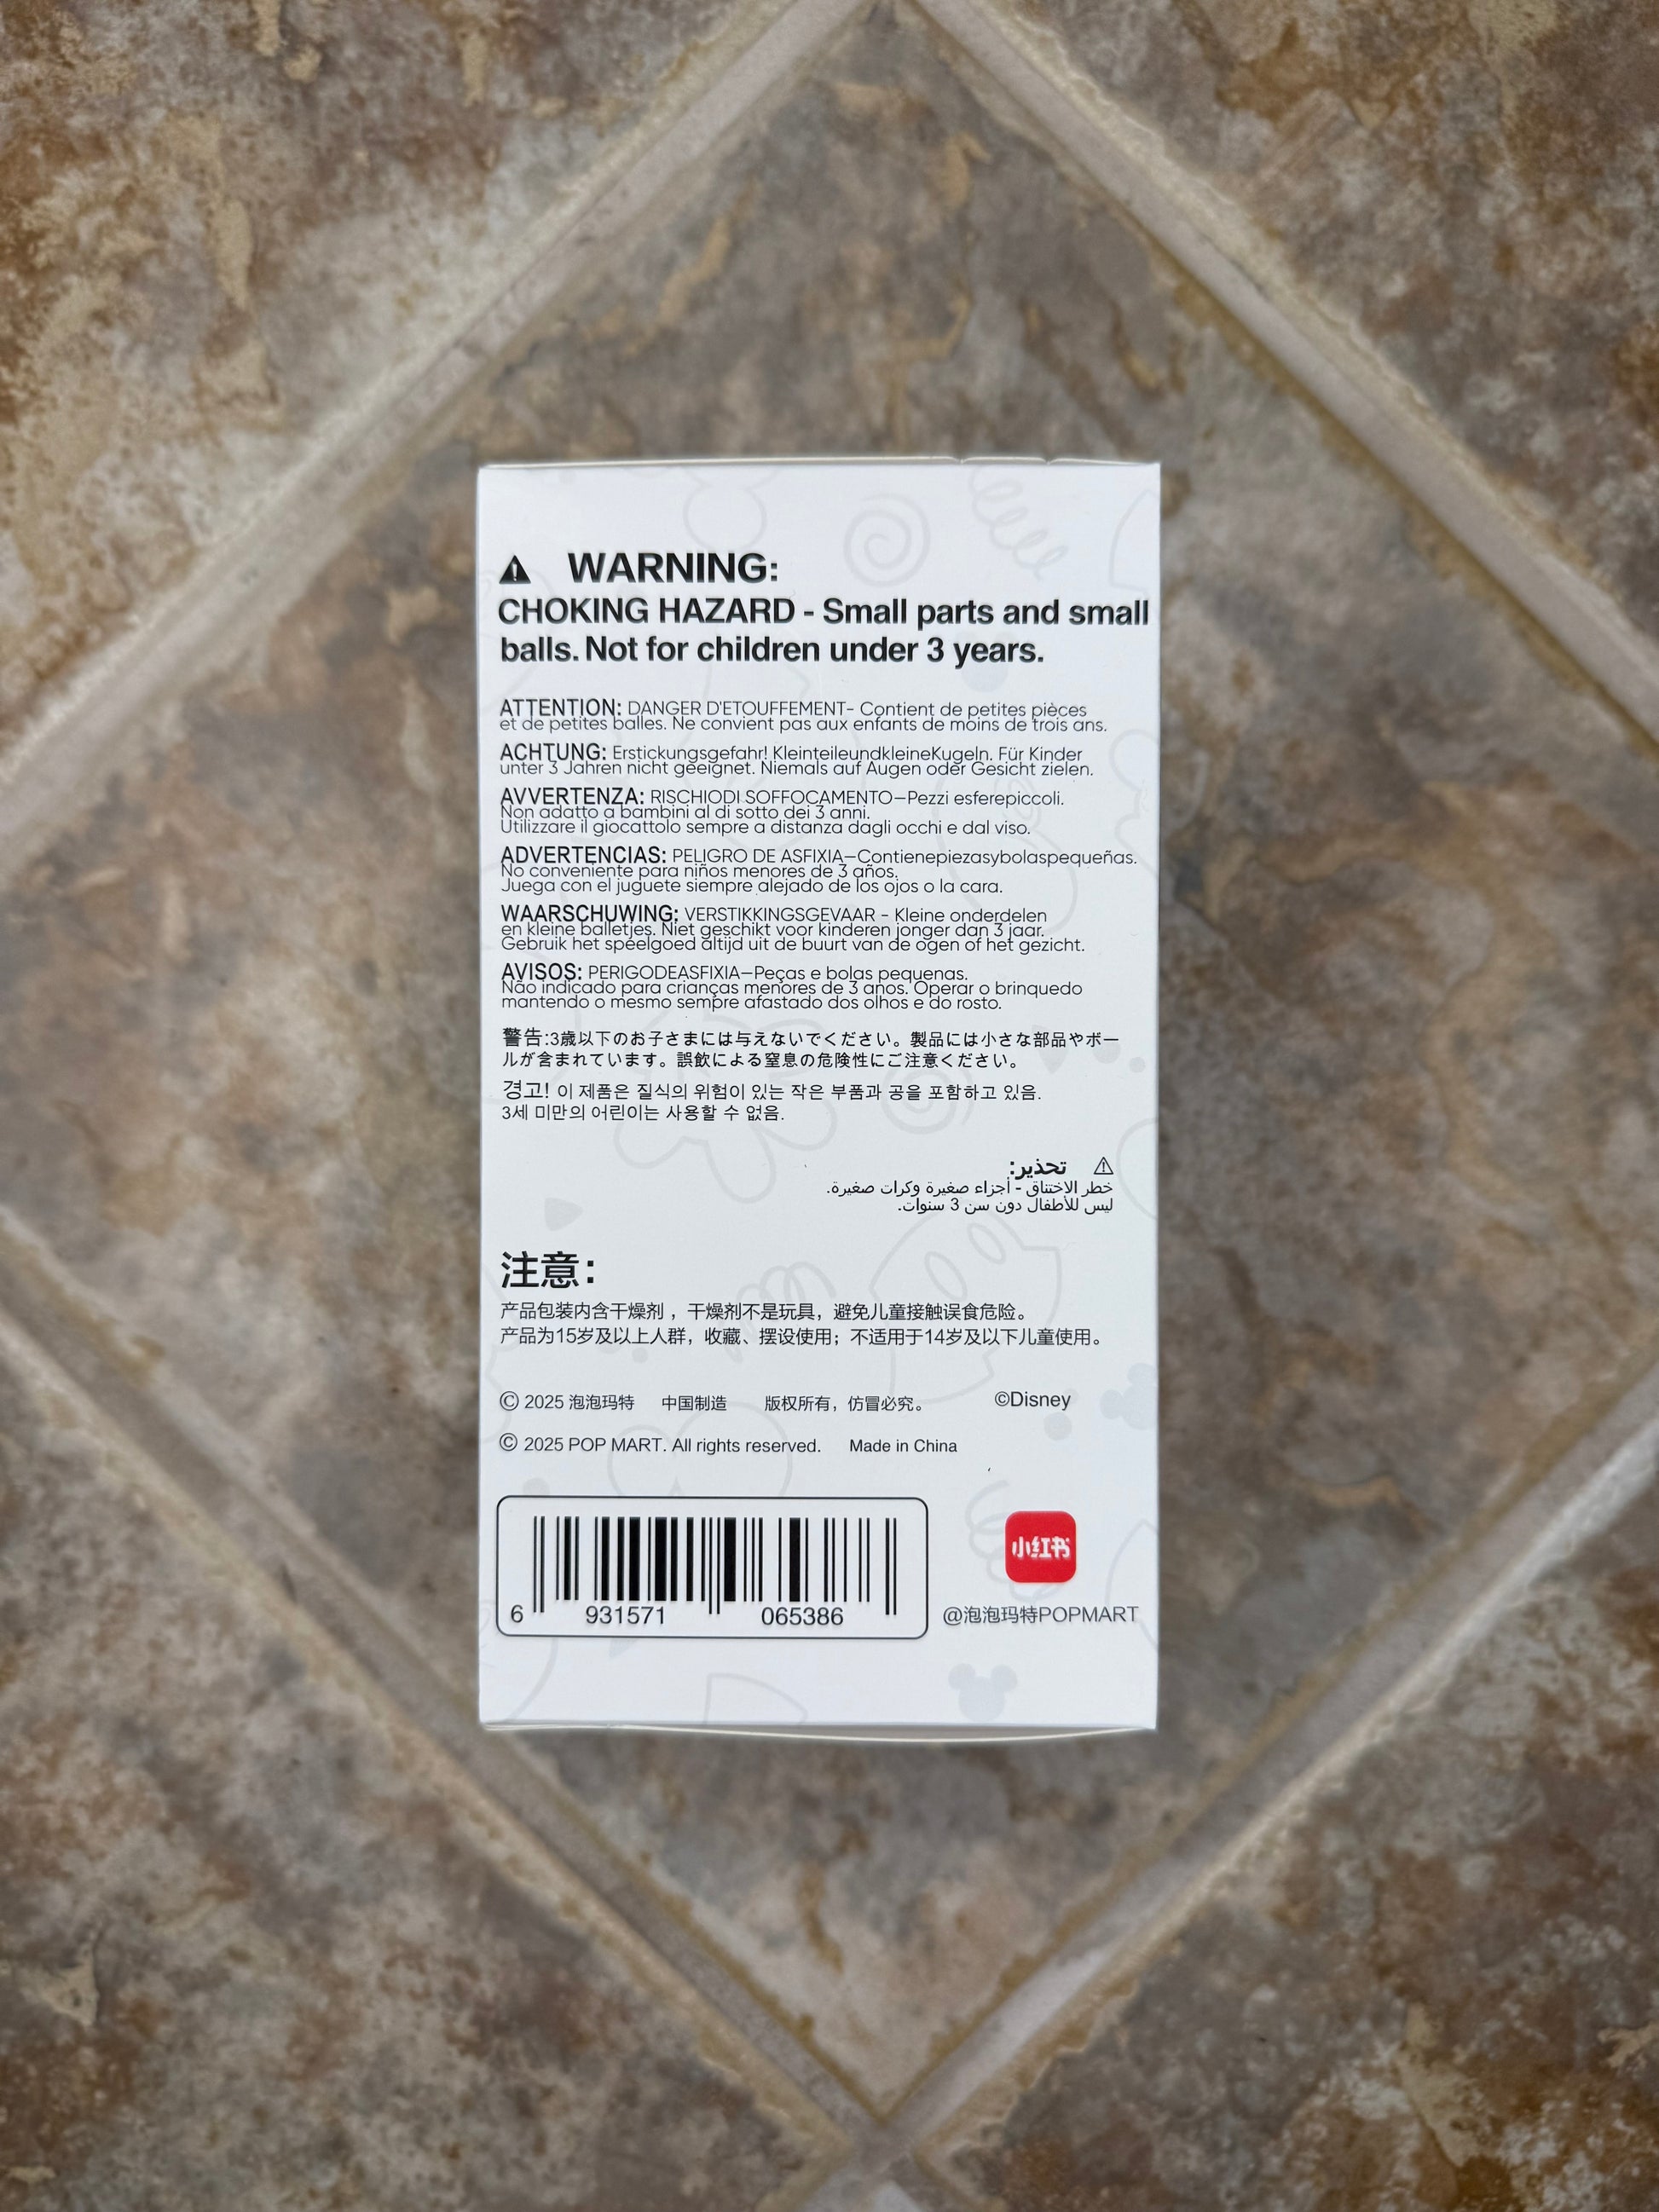 ⚠ WARNING:
CHOKING HAZARD - Small parts and small
balls. Not for children under 3 years.
ATTENTION: DANGER D'ETOUFFEMENT- Contient de petites pièces
et de petites balles. Ne convient pas aux enfants de moins de trois ans.
ACHTUNG: Erstickungsgefahr! KleinteileundkleineKugeln. Für Kinder
unter 3 Jahren nicht geeignet. Niemals auf Augen oder Gesicht zielen.
AVVERTENZA: RISCHIODI SOFFOCAMENTO—Pezzi esferepiccoli.
Non adatto a bambini al di sotto dei 3 anni.
Utilizzare il giocattolo sempre a distanza dagli occhi e dal viso.
ADVERTENCIAS: PELIGRO DE ASFIXIA—Contienepiezasybolaspequeñas.
No conveniente para niños menores de 3 años.
Juega con el juguete siempre alejado de los ojos o la cara.
WAARSCHUWING: VERSTIKKINGSGEVAAR - Kleine onderdelen
en kleine balletjes. Niet geschikt voor kinderen jonger dan 3 jaar.
Gebruik het speelgoed altijd uit de buurt van de ogen of het gezicht.
AVISOS: PERIGODEASFIXIA—Peças e bolas pequenas.
Não indicado para crianças menores de 3 anos. Operar o brinquedo
mantendo o mesmo sempre afastado dos olhos e do rosto.
警告:3歳以下のお子さまには与えないでください。製品には小さな部品やボー
ルが含まれています。誤飲による窒息の危険性にご注意ください。
경고! 이 제품은 질식의 위험이 있는 작은 부품과 공을 포함하고 있음.
3세 미만의 어린이는 사용할 수 없음.
⚠ تحذير:
خطر الاختناق - أجزاء صغيرة وكرات صغيرة.
ليس للأطفال دون سن 3 سنوات.
注意：
产品包装内含干燥剂，干燥剂不是玩具，避免儿童接触误食危险。
产品为15岁及以上人群，收藏、摆设使用；不适用于14岁及以下儿童使用。
© 2025 泡泡玛特 中国制造 版权所有，仿冒必究。 ©Disney
© 2025 POP MART. All rights reserved. Made in China
小红书
6 931571 065386 @泡泡玛特POPMART